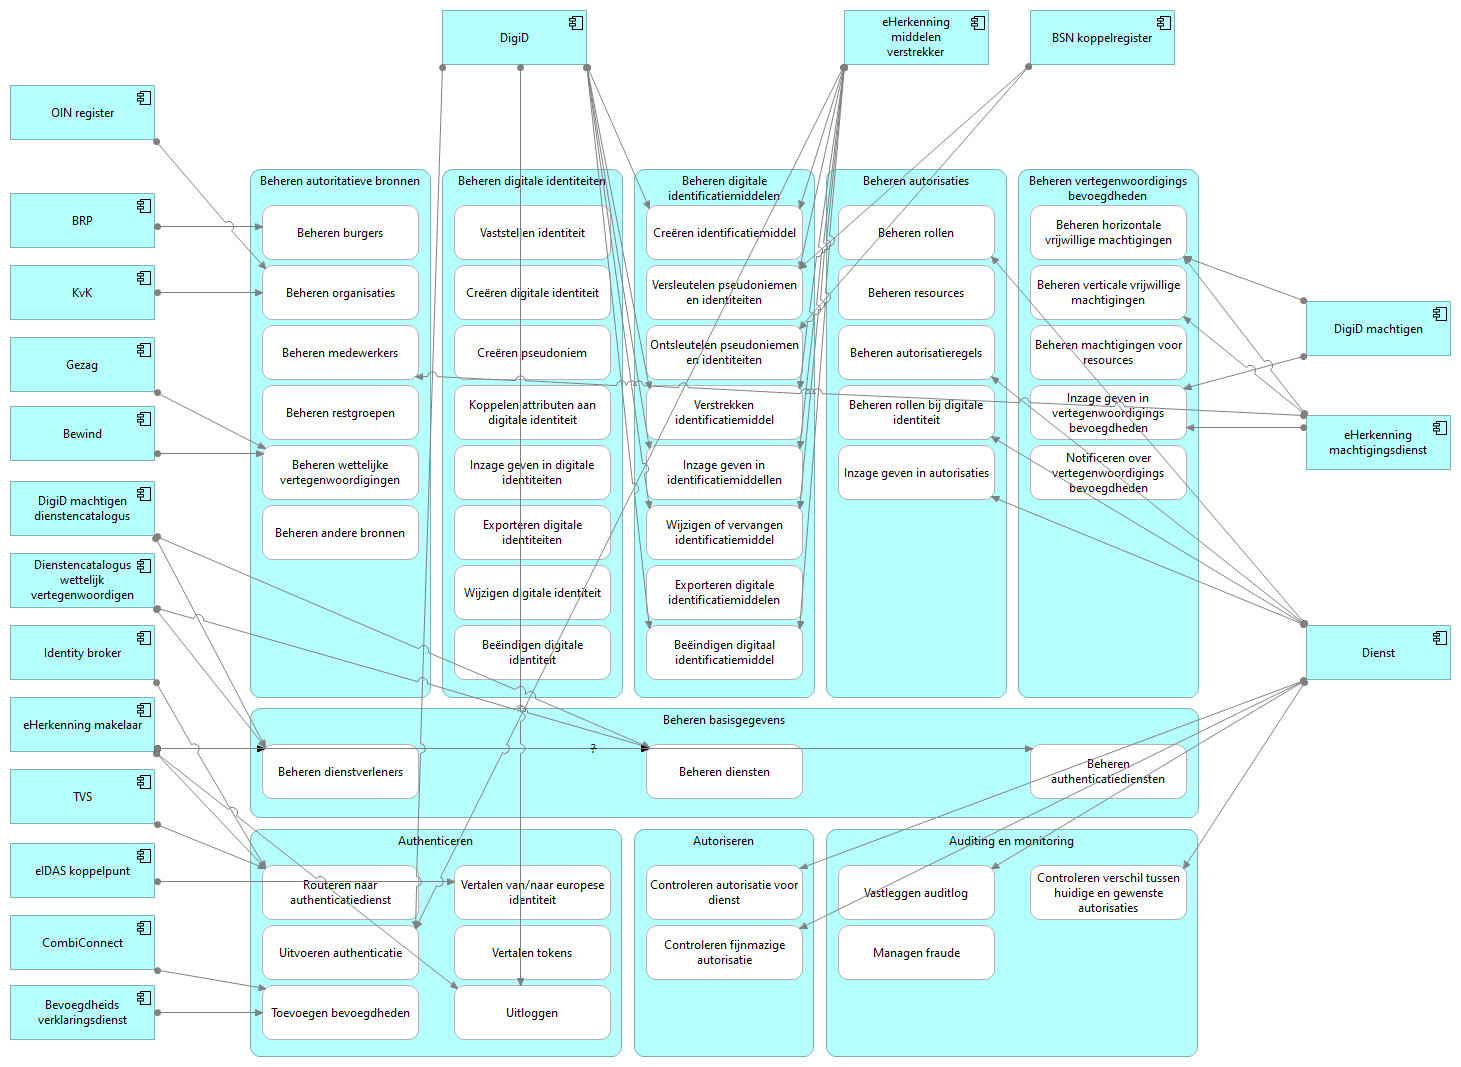 DigiD
eHerkenning
middelen
verstrekker
BSN koppelregister
OIN register
BRP
KvK
Gezag
Bewind
DigiD machtigen
dienstencatalogus
Dienstencatalogus
wettelijk
vertegenwoordigen
Identity broker
eHerkenning makelaar
TVS
eIDAS koppelpunt
CombiConnect
Bevoegdheids
verklaringsdienst
Beheren autoritatieve bronnen
Beheren burgers
Beheren organisaties
Beheren medewerkers
Beheren restgroepen
Beheren wettelijke
vertegenwoordigingen
Beheren andere bronnen
Beheren digitale identiteiten
Vaststellen identiteit
Creëren digitale identiteit
Creëren pseudoniem
Koppelen attributen aan
digitale identiteit
Inzage geven in digitale
identiteiten
Exporteren digitale
identiteiten
Wijzigen digitale identiteit
Beëindigen digitale
identiteit
Beheren digitale
identificatiemiddelen
Creëren identificatiemiddel
Versleutelen pseudoniemen
en identiteiten
Ontsleutelen pseudoniemen
en identiteiten
Verstrekken
identificatiemiddel
Inzage geven in
identificatiemiddellen
Wijzigen of vervangen
identificatiemiddel
Exporteren digitale
identificatiemiddelen
Beëindigen digitaal
identificatiemiddel
Beheren autorisaties
Beheren rollen
Beheren resources
Beheren autorisatieregels
Beheren rollen bij digitale
identiteit
Inzage geven in autorisaties
Beheren vertegenwoordigings
bevoegdheden
Beheren horizontale
vrijwillige machtigingen
Beheren verticale vrijwillige
machtigingen
Beheren machtigingen voor
resources
Inzage geven in
vertegenwoordigings
bevoegdheden
Notificeren over
vertegenwoordigings
bevoegdheden
DigiD machtigen
eHerkenning
machtigingsdienst
Dienst
Beheren basisgegevens
?
Beheren dienstverleners
Beheren diensten
Beheren
authenticatiediensten
Authenticeren
Routeren naar
authenticatiedienst
Vertalen van/naar europese
identiteit
Uitvoeren authenticatie
Vertalen tokens
Toevoegen bevoegdheden
Uitloggen
Autoriseren
Controleren autorisatie voor
dienst
Controleren fijnmazige
autorisatie
Auditing en monitoring
Vastleggen auditlog
Controleren verschil tussen
huidige en gewenste
autorisaties
Managen fraude